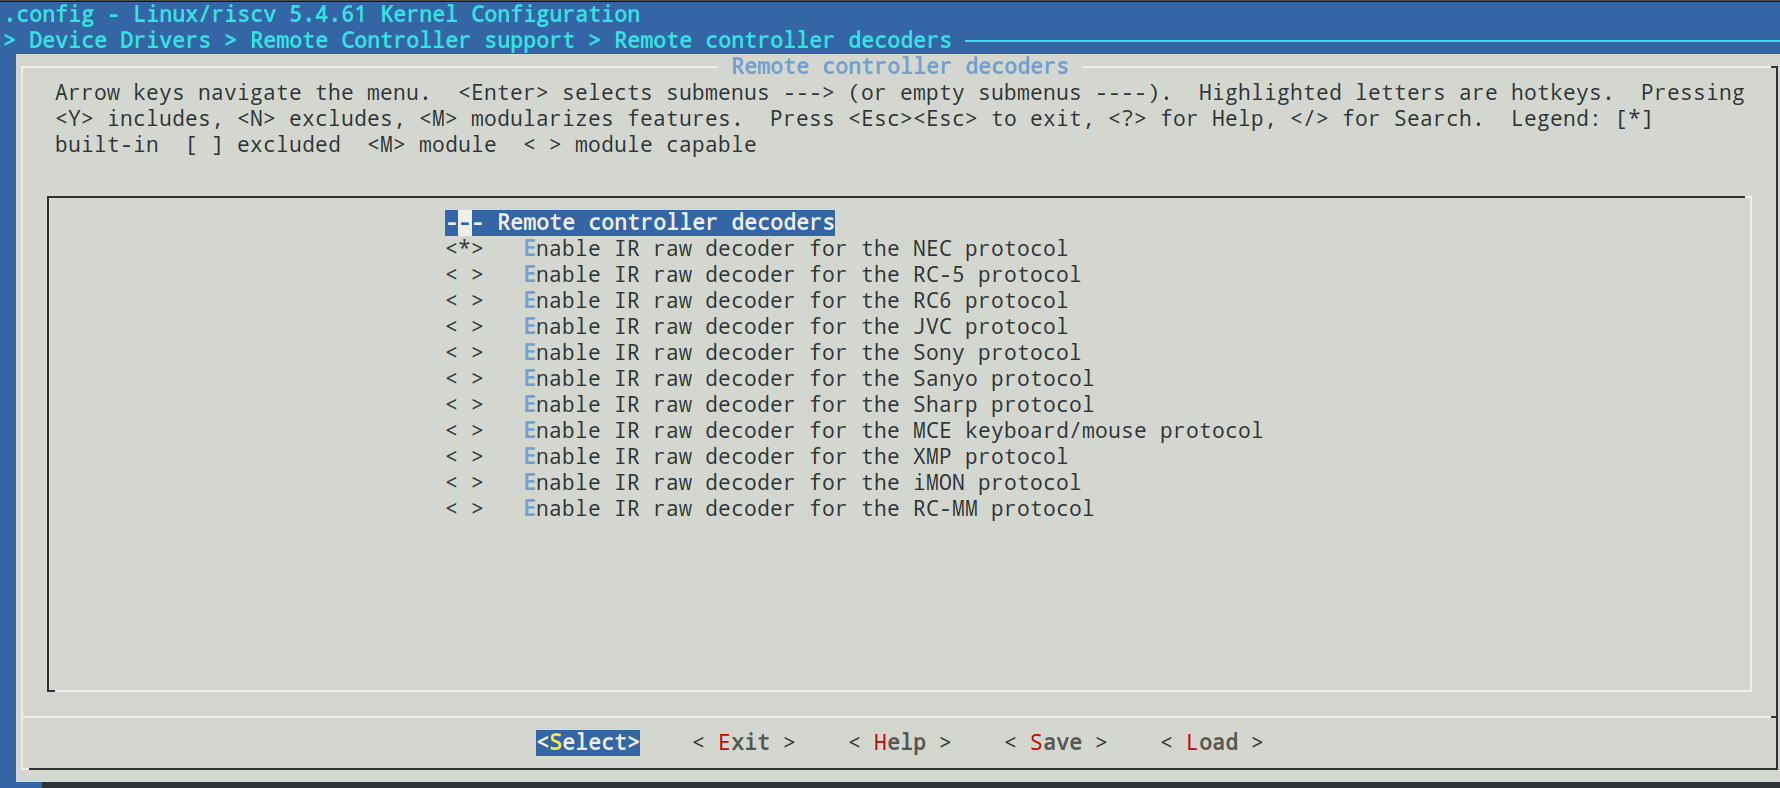 .config - Linux/riscv 5.4.61 Kernel Configuration
> Device Drivers > Remote Controller support > Remote controller decoders
Remote controller decoders
Arrow keys navigate the menu.  <Enter> selects submenus ---> (or empty submenus ----).  Highlighted letters are hotkeys.  Pressing
<Y> includes, <N> excludes, <M> modularizes features.  Press <Esc><Esc> to exit, <?> for Help, </> for Search.  Legend: [*]
built-in  [ ] excluded  <M> module  < > module capable
--- Remote controller decoders
<*>   Enable IR raw decoder for the NEC protocol
< >   Enable IR raw decoder for the RC-5 protocol
< >   Enable IR raw decoder for the RC6 protocol
< >   Enable IR raw decoder for the JVC protocol
< >   Enable IR raw decoder for the Sony protocol
< >   Enable IR raw decoder for the Sanyo protocol
< >   Enable IR raw decoder for the Sharp protocol
< >   Enable IR raw decoder for the MCE keyboard/mouse protocol
< >   Enable IR raw decoder for the XMP protocol
< >   Enable IR raw decoder for the iMON protocol
< >   Enable IR raw decoder for the RC-MM protocol
<Select>    < Exit >    < Help >    < Save >    < Load >